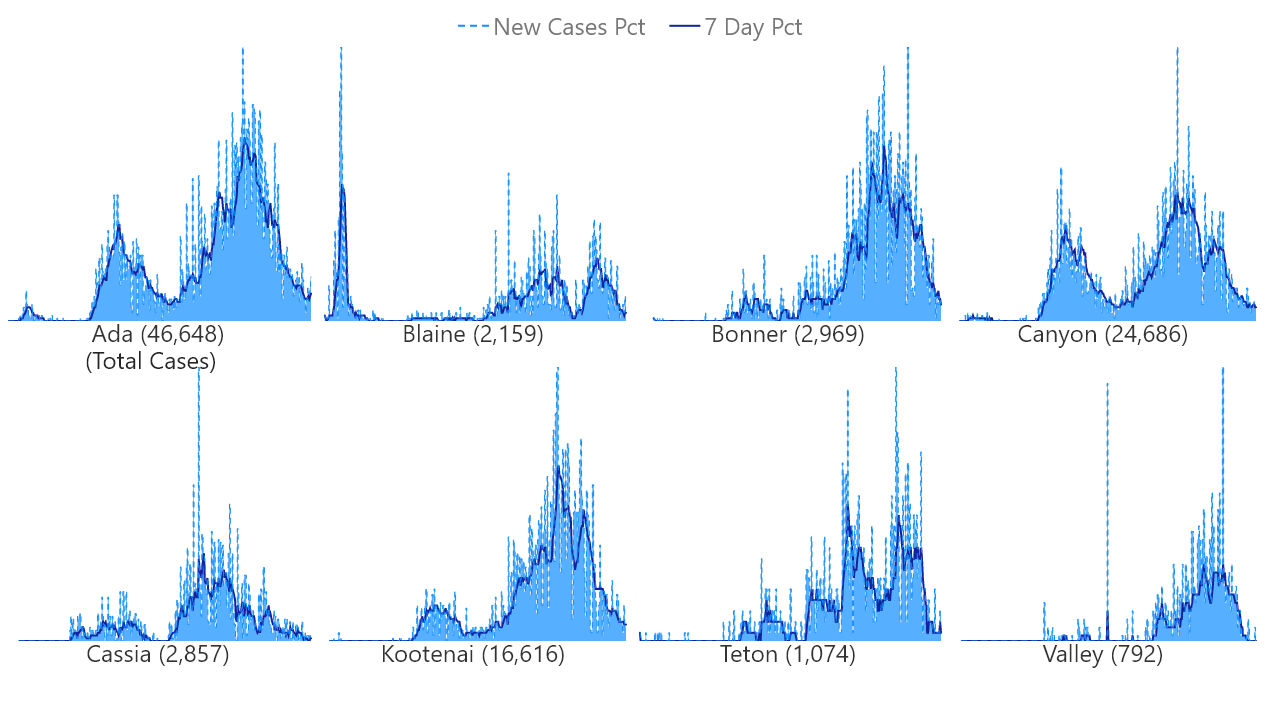 New Cases Pct 7 Day Pct
Ada (46,648)
(Total Cases)
Blaine (2,159)
Bonner (2,969)
Canyon (24,686)
Cassia (2,857)
Kootenai (16,616)
Teton (1,074)
Valley (792)